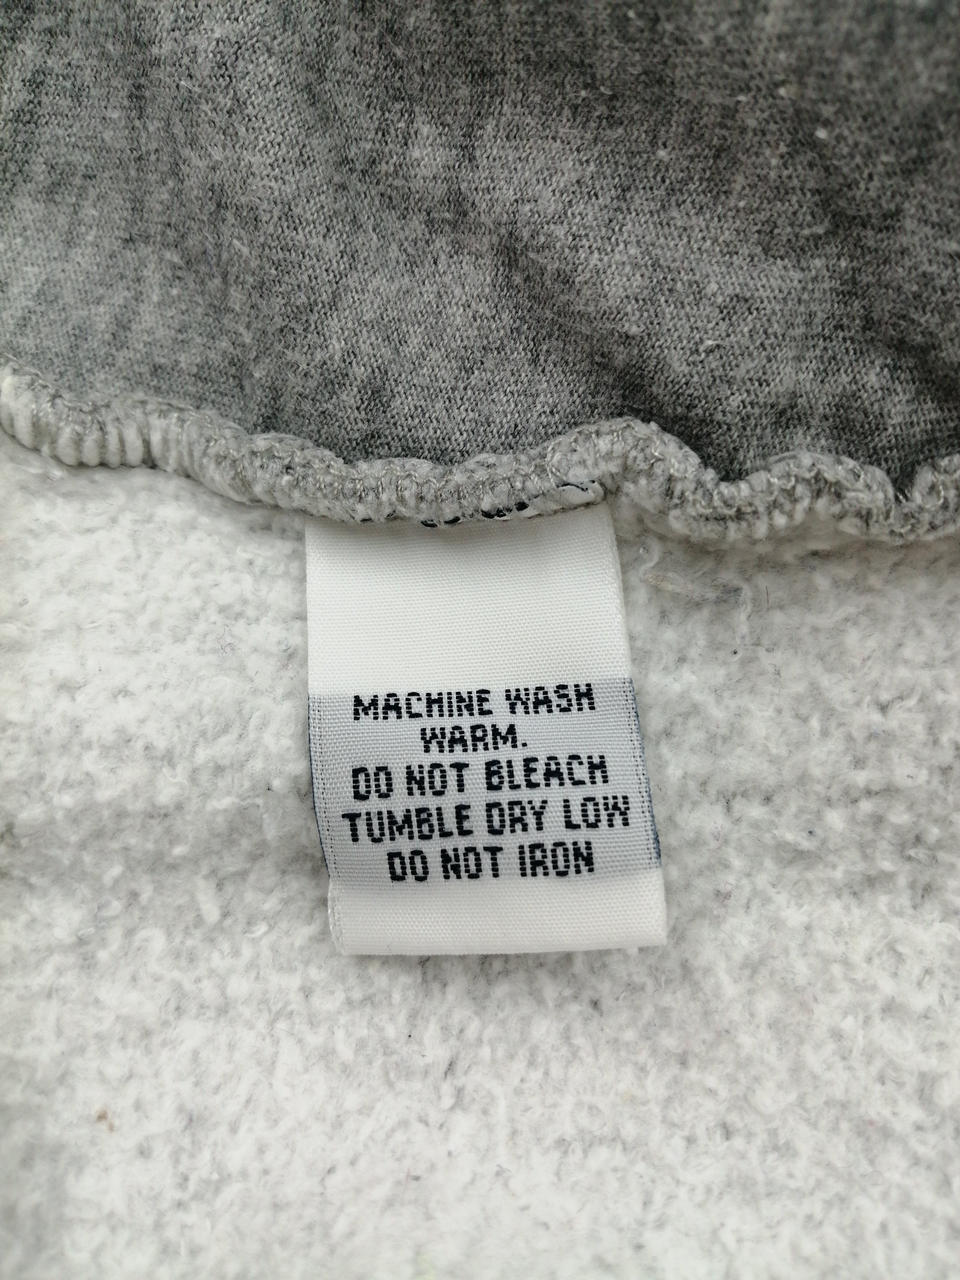 MACHINE WASH
WARM.
DO NOT BLEACH
TUMBLE DRY LOW
DO NOT IRON